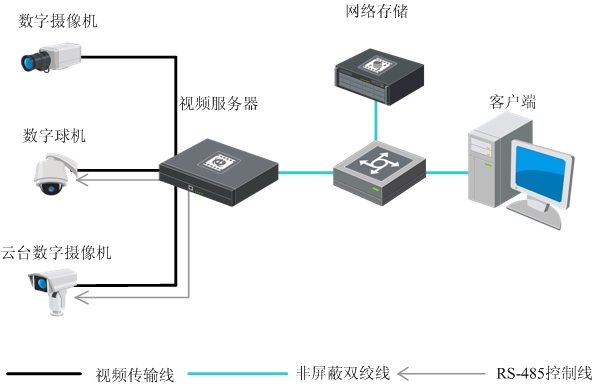 数字摄像机
网络存储
视频服务器
客户端
数字球机
云台数字摄像机
视频传输线
非屏蔽双绞线
RS-485控制线